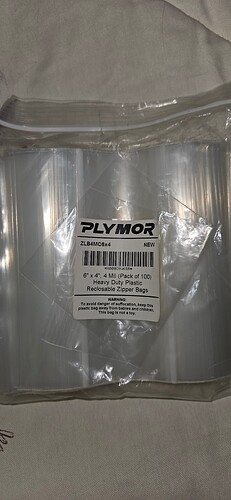 PLYMOR
ZLB4MC6x4 NEW
6" x 4", 4 Mil (Pack of 100)
Heavy Duty Plastic
Reclosable Zipper Bags
WARNING
To avoid danger of suffocation, keep this
plastic bag away from babies and children.
This bag is not a toy.